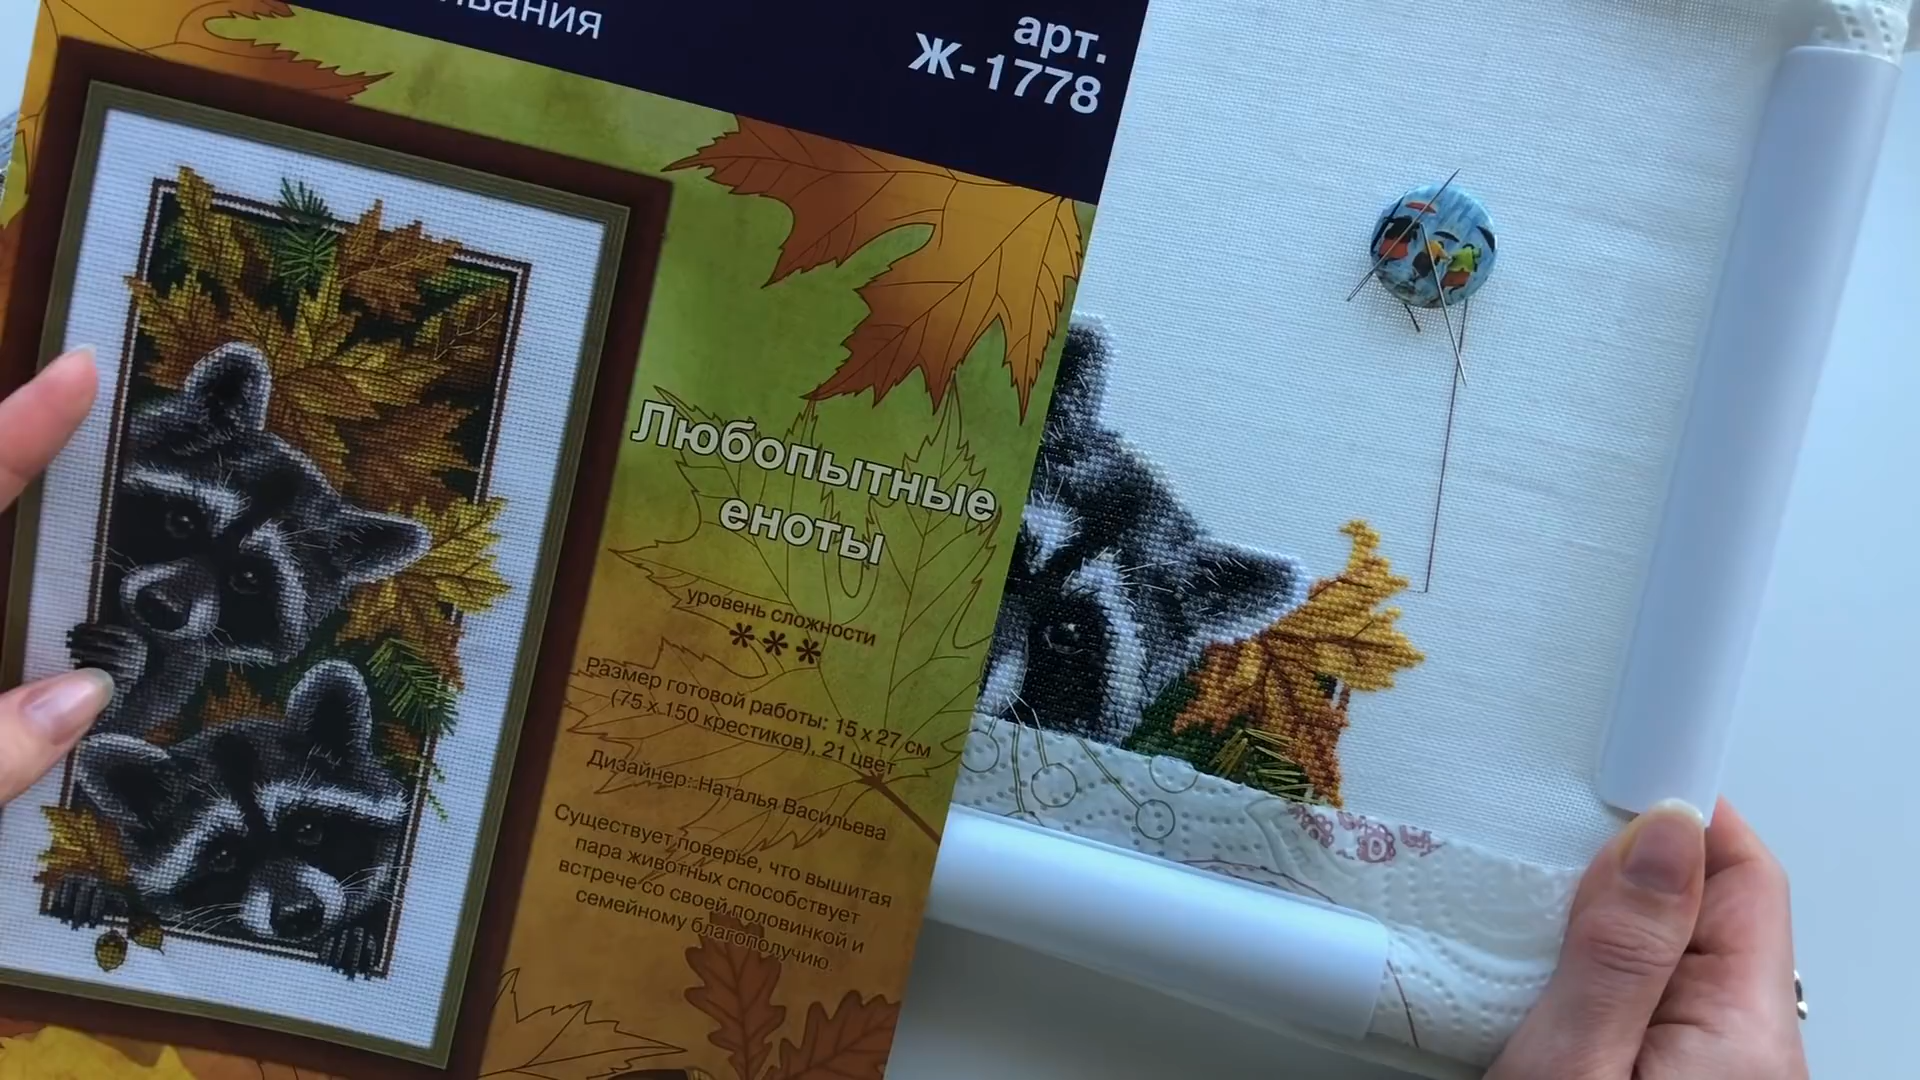 арт.
Ж-1778
Любопытные
еноты
уровень сложности
* * *
Размер готовой работы: 15 х 27 см
(75 х 150 крестиков), 21 цвет
Дизайнер: Наталья Васильева
Существует поверье, что вышитая
пара животных способствует
встрече со своей половинкой и
семейному благополучию.